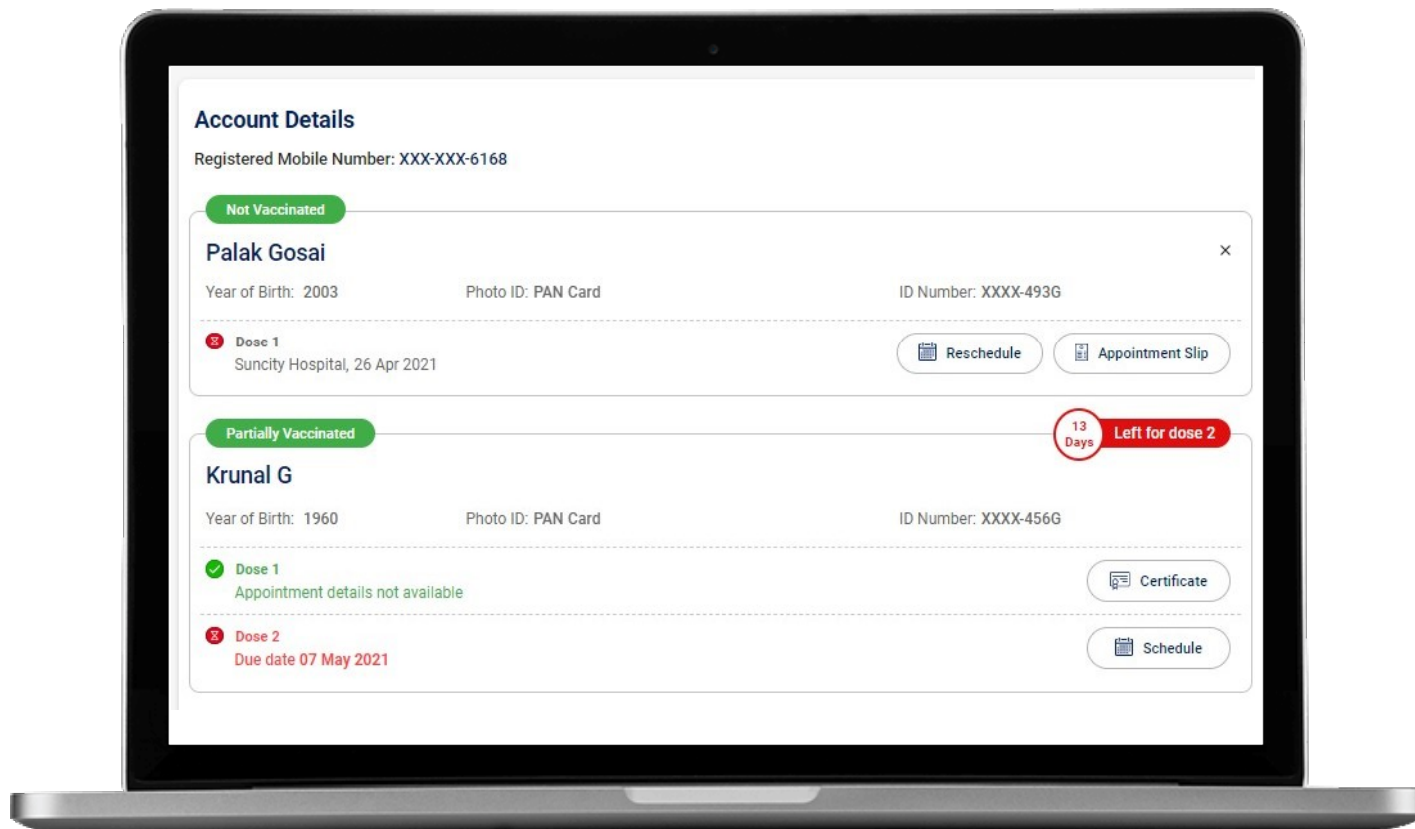 Account Details
Registered Mobile Number: XXX-XXX-6168
Not Vaccinated
Palak Gosai
×
Year of Birth: 2003 Photo ID: PAN Card ID Number: XXXX-493G
Dose 1
Suncity Hospital, 26 Apr 2021
Reschedule Appointment Slip
Partially Vaccinated
13 Days Left for dose 2
Krunal G
Year of Birth: 1960 Photo ID: PAN Card ID Number: XXXX-456G
Dose 1
Appointment details not available
Certificate
Dose 2
Due date 07 May 2021
Schedule